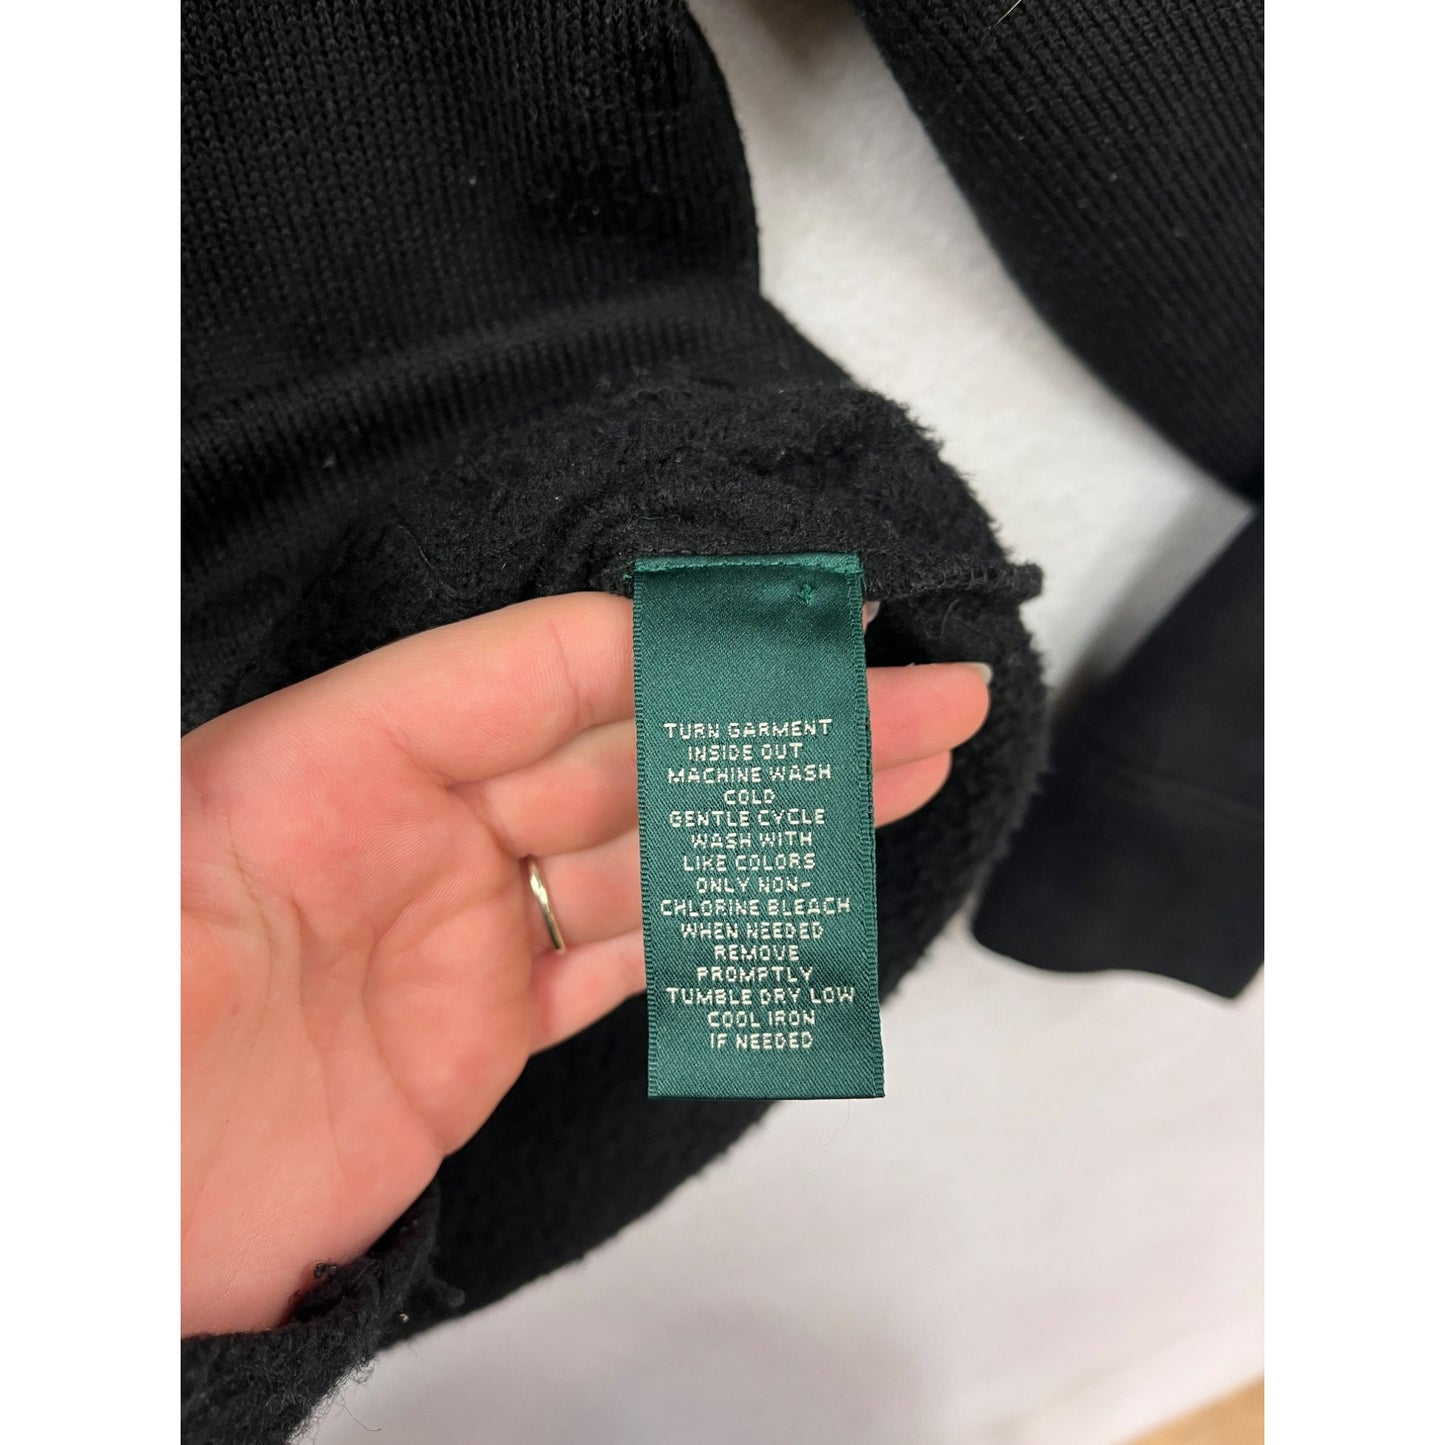 TURN GARMENT
INSIDE OUT
MACHINE WASH
COLD
GENTLE CYCLE
WASH WITH
LIKE COLORS
ONLY NON-
CHLORINE BLEACH
WHEN NEEDED
REMOVE
PROMPTLY
TUMBLE DRY LOW
COOL IRON
IF NEEDED